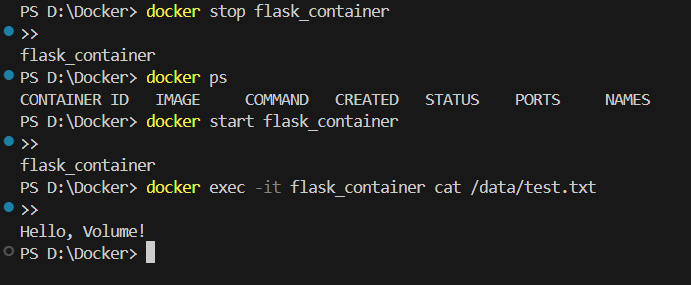 PS D:\Docker> docker stop flask_container
>>
flask_container
PS D:\Docker> docker ps
CONTAINER ID   IMAGE     COMMAND   CREATED   STATUS    PORTS     NAMES
PS D:\Docker> docker start flask_container
>>
flask_container
PS D:\Docker> docker exec -it flask_container cat /data/test.txt
>>
Hello, Volume!
PS D:\Docker>